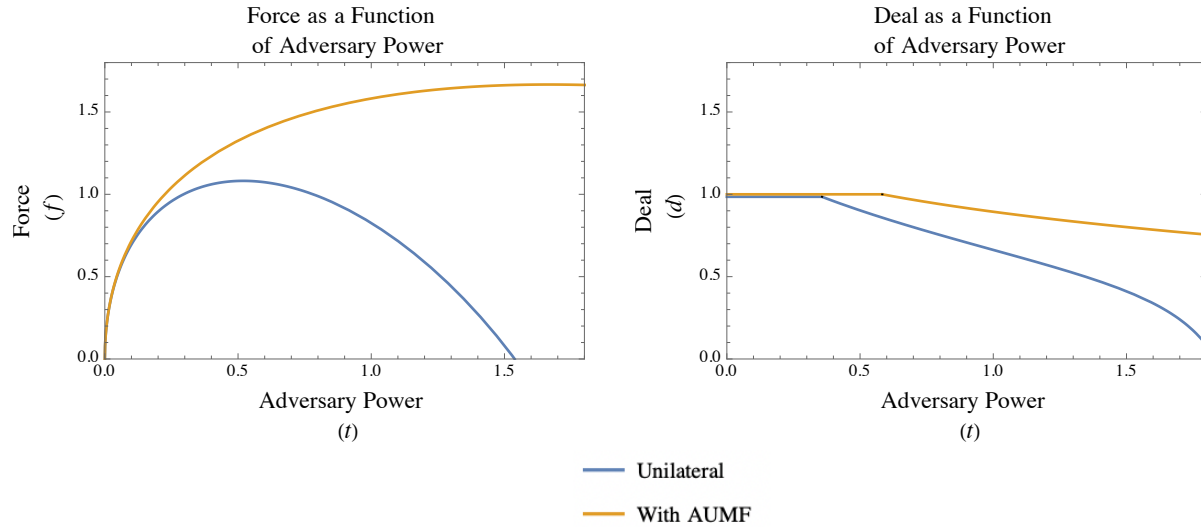 Force as a Function
of Adversary Power
Force
(f)
1.5
1.0
0.5
0.0
0.0 0.5 1.0 1.5
Adversary Power
(t)
Deal as a Function
of Adversary Power
Deal
(d)
1.5
1.0
0.5
0.0
0.0 0.5 1.0 1.5
Adversary Power
(t)
Unilateral
With AUMF